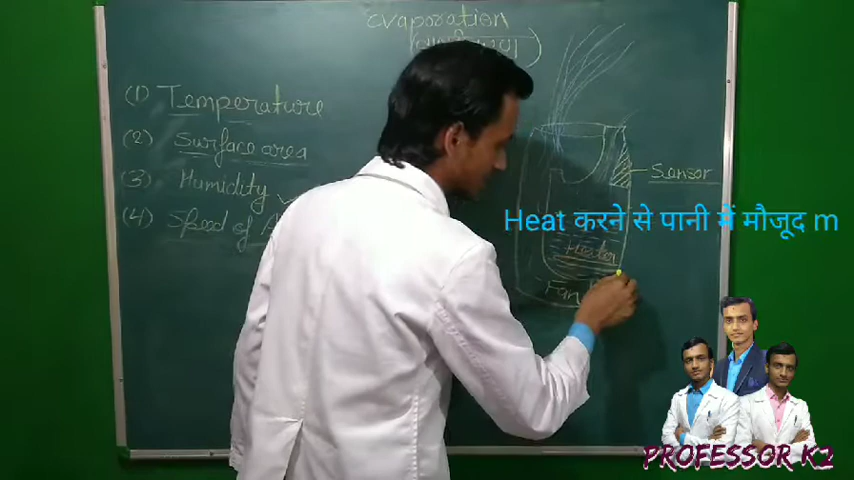 evaporation
(1) Temperature
(2) Surface area
(3) Humidity
(4) Speed of
Sensor
Heater
Fan
Heat करने से पानी में मौजूद m
PROFESSOR K2